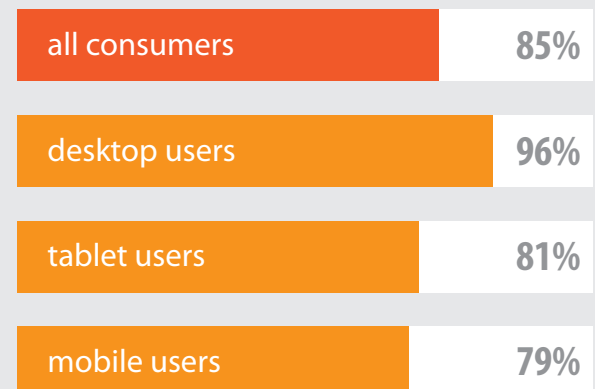 all consumers 85%
desktop users 96%
tablet users 81%
mobile users 79%